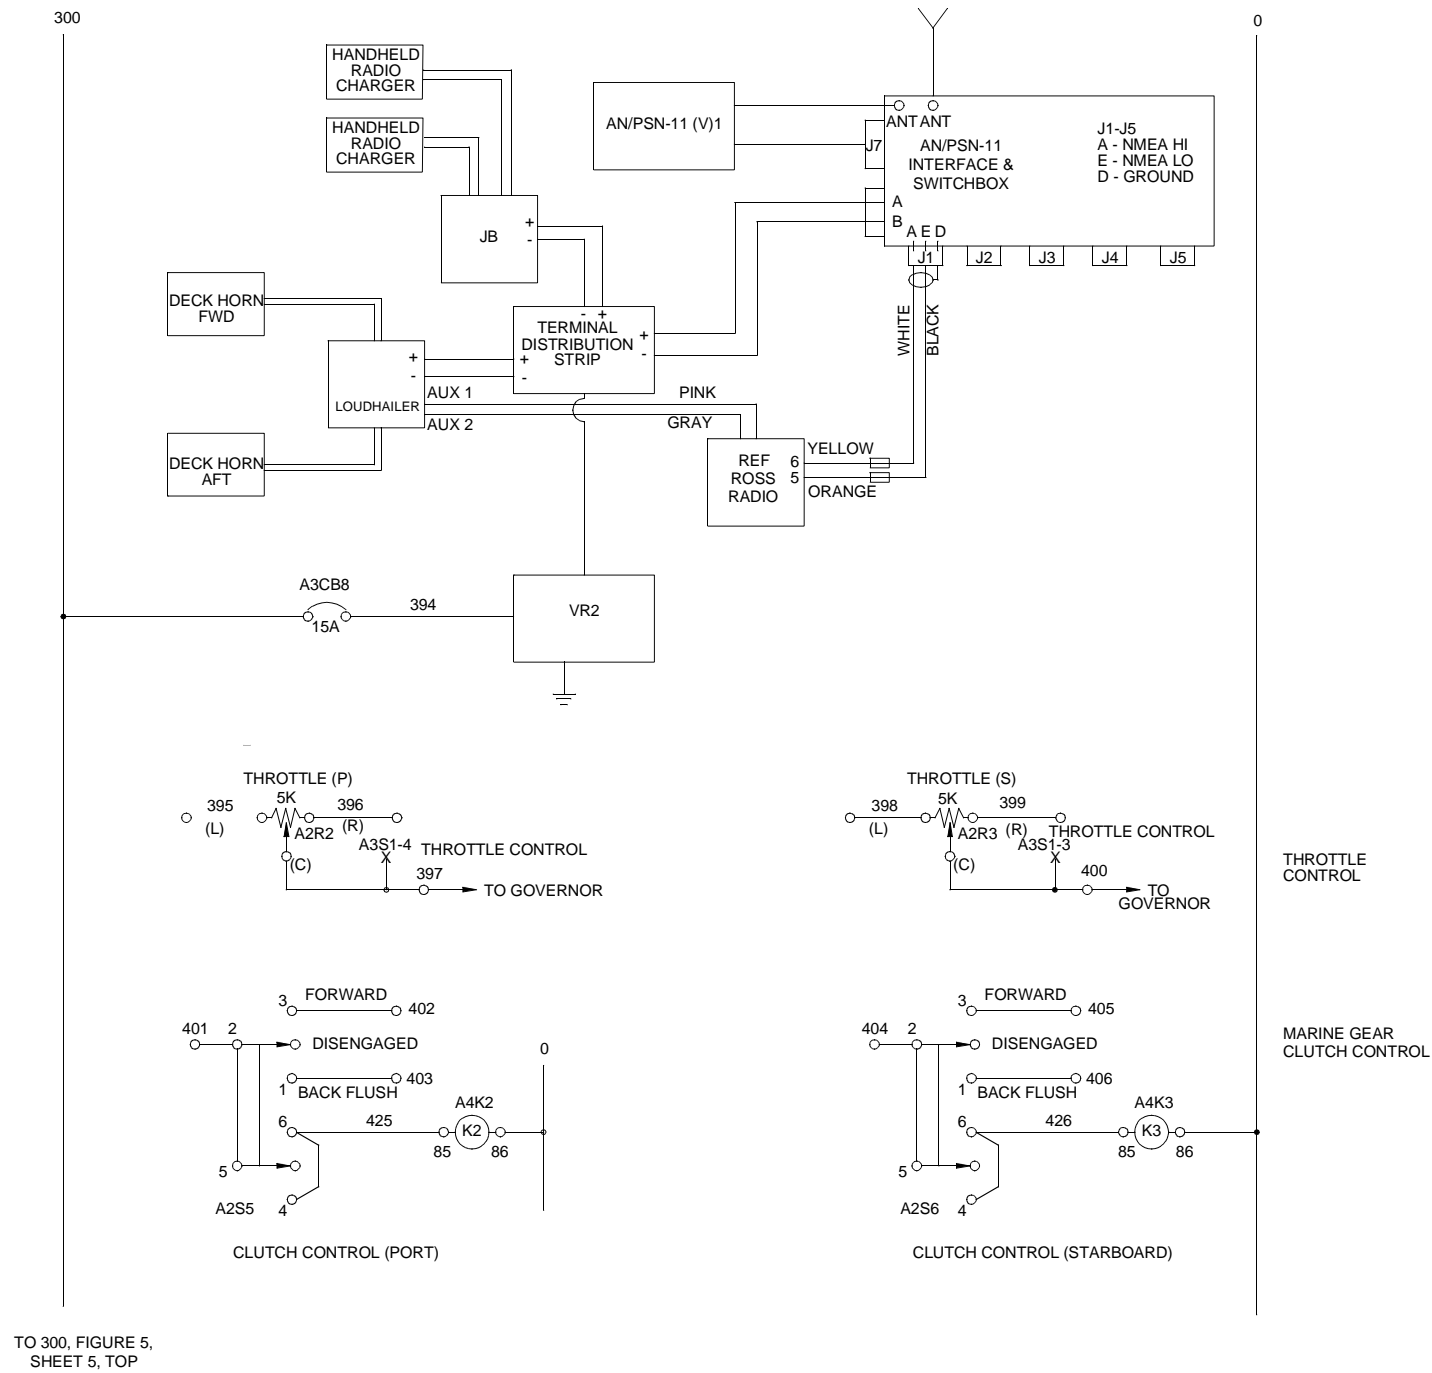 300
0
HANDHELD
RADIO
CHARGER
HANDHELD
RADIO
CHARGER
AN/PSN-11 (V)1
ANT ANT
J7
AN/PSN-11
INTERFACE &
SWITCHBOX
J1-J5
A - NMEA HI
E - NMEA LO
D - GROUND
A
B
A E D
J1
J2
J3
J4
J5
JB
+
-
WHITE
BLACK
DECK HORN
FWD
- +
TERMINAL
DISTRIBUTION
STRIP
+
-
+
-
+
-
LOUDHAILER
AUX 1
AUX 2
PINK
GRAY
DECK HORN
AFT
REF
ROSS
RADIO
6
5
YELLOW
ORANGE
A3CB8
15A
394
VR2
THROTTLE (P)
5K
395
(L)
396
(R)
A2R2
A3S1-4
(C)
THROTTLE CONTROL
397
TO GOVERNOR
THROTTLE (S)
5K
398
(L)
399
(R)
A2R3
A3S1-3
(C)
THROTTLE CONTROL
400
TO
GOVERNOR
THROTTLE
CONTROL
3
FORWARD
402
401
2
DISENGAGED
1
403
BACK FLUSH
6
425
A4K2
K2
85
86
0
5
A2S5
4
CLUTCH CONTROL (PORT)
3
FORWARD
405
404
2
DISENGAGED
1
406
BACK FLUSH
6
426
A4K3
K3
85
86
5
A2S6
4
CLUTCH CONTROL (STARBOARD)
MARINE GEAR
CLUTCH CONTROL
TO 300, FIGURE 5,
SHEET 5, TOP